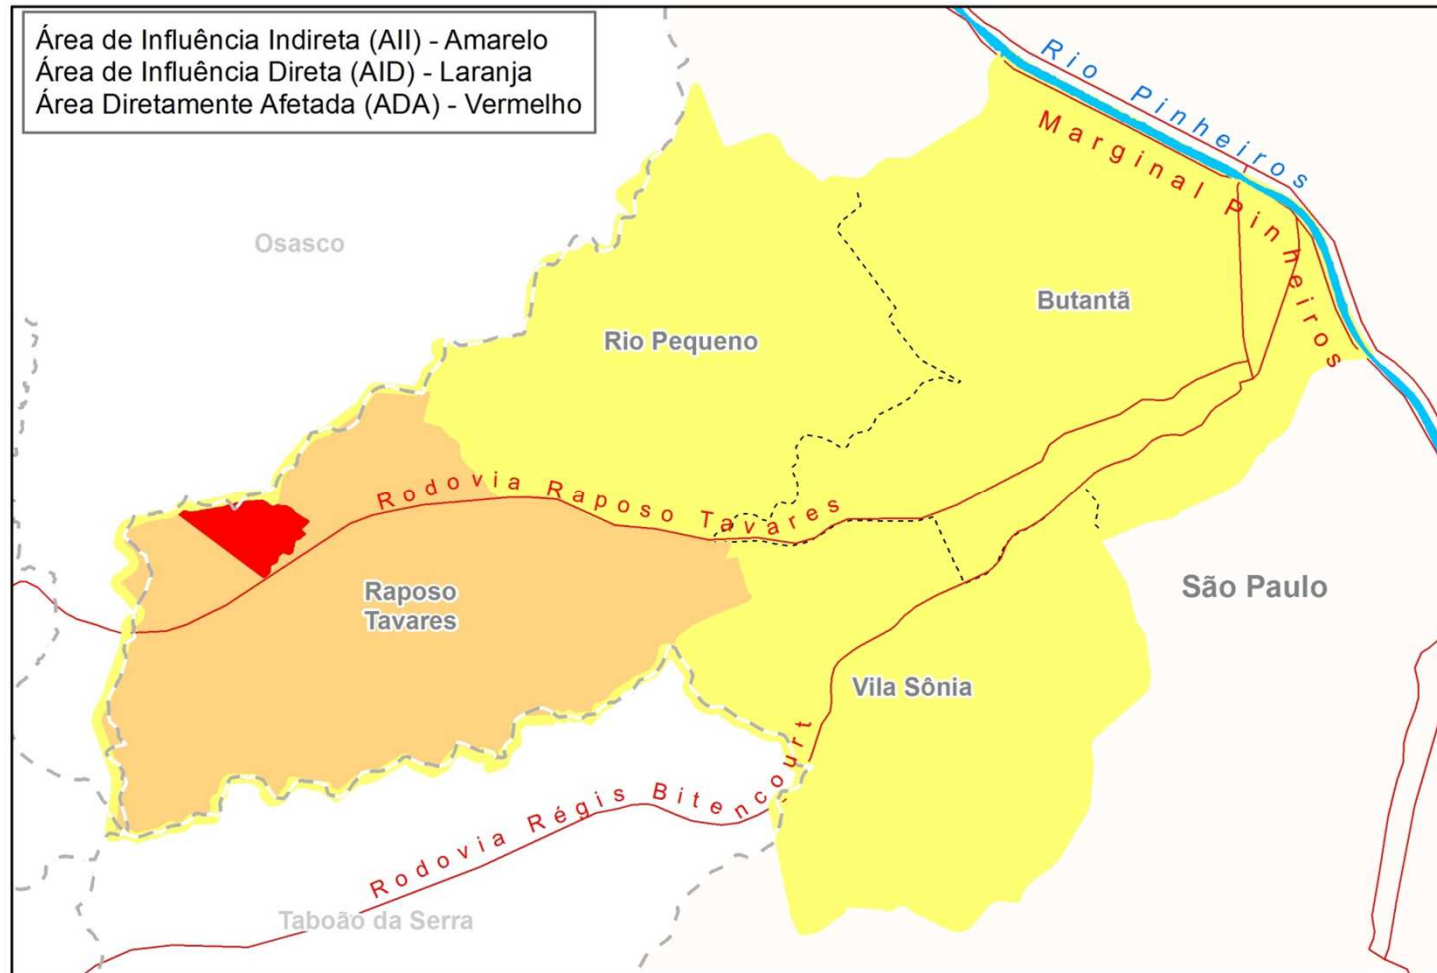 Área de Influência Indireta (AII) - Amarelo
Área de Influência Direta (AID) - Laranja
Área Diretamente Afetada (ADA) - Vermelho
Rio Pinheiros
Marginal Pinheiros
Osasco
Butantã
Rio Pequeno
Rodovia Raposo Tavares
Raposo
Tavares
São Paulo
Vila Sônia
Rodovia Régis Bitencourt
Taboão da Serra